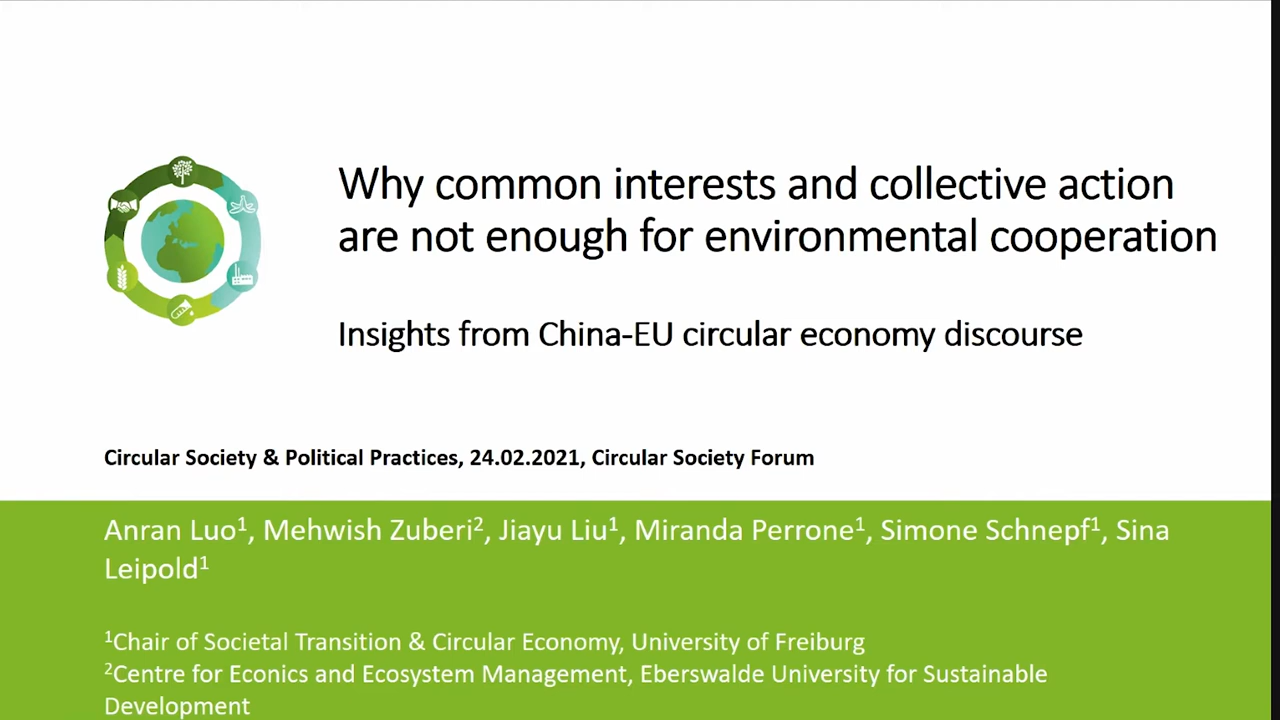 Why common interests and collective action
are not enough for environmental cooperation
Insights from China-EU circular economy discourse
Circular Society & Political Practices, 24.02.2021, Circular Society Forum
Anran Luo¹, Mehwish Zuberi², Jiayu Liu¹, Miranda Perrone¹, Simone Schnepf¹, Sina
Leipold¹
¹Chair of Societal Transition & Circular Economy, University of Freiburg
²Centre for Econics and Ecosystem Management, Eberswalde University for Sustainable
Development